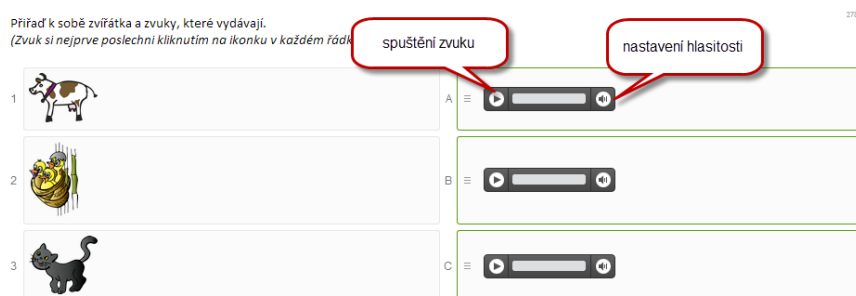 Přiřaď k sobě zvířátka a zvuky, které vydávají.
(Zvuk si nejprve poslechni kliknutím na ikonku v každém řádk
spuštění zvuku
nastavení hlasitosti
1
A
2
B
3
C